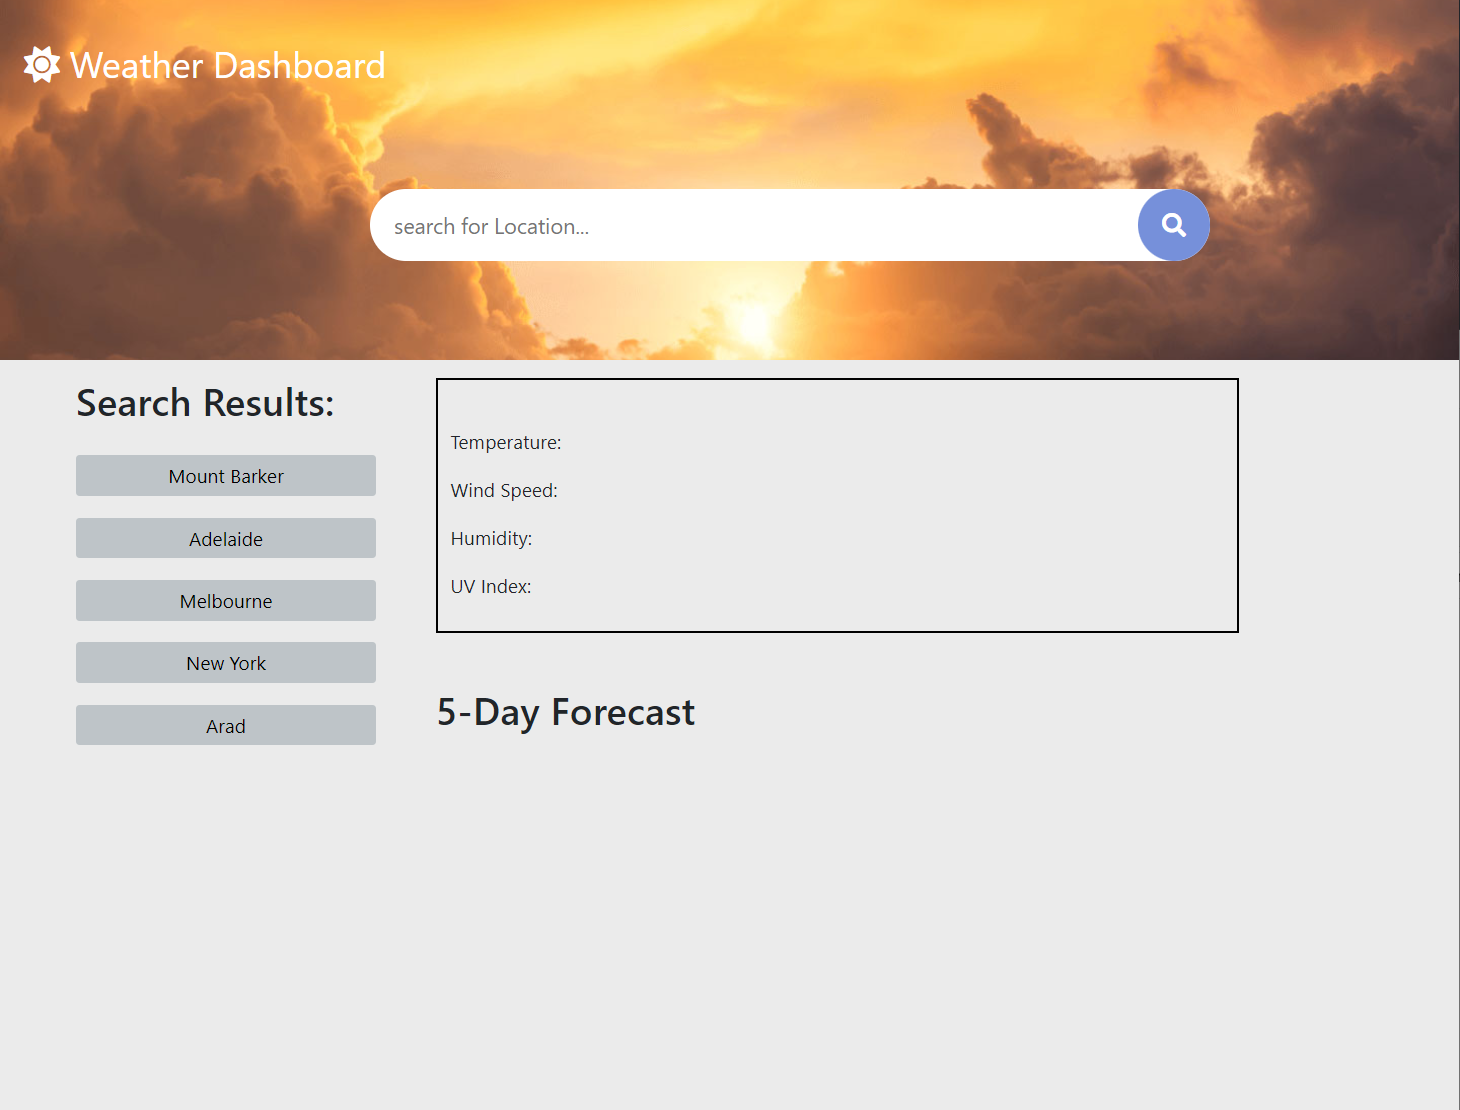 Weather Dashboard
search for Location...
Search Results:
Mount Barker
Adelaide
Melbourne
New York
Arad
Temperature:
Wind Speed:
Humidity:
UV Index:
5-Day Forecast